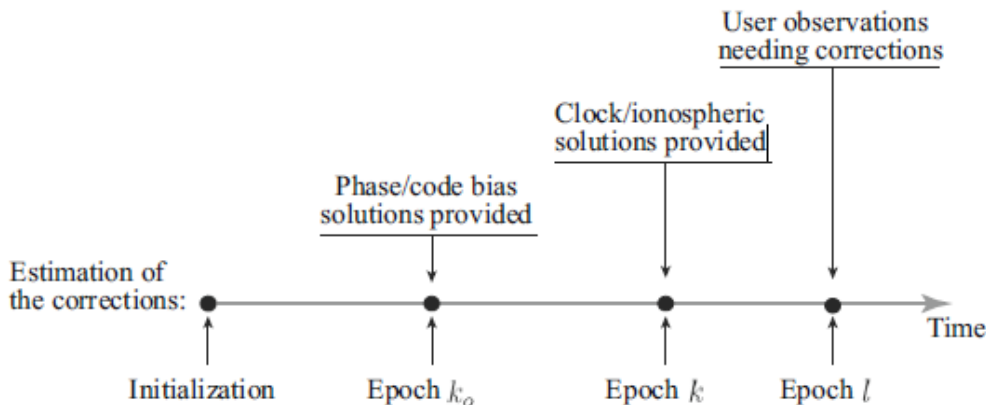 User observations
needing corrections
Clock/ionospheric
solutions provided
Phase/code bias
solutions provided
Estimation of
the corrections:
Time
Initialization
Epoch kₒ
Epoch k
Epoch l